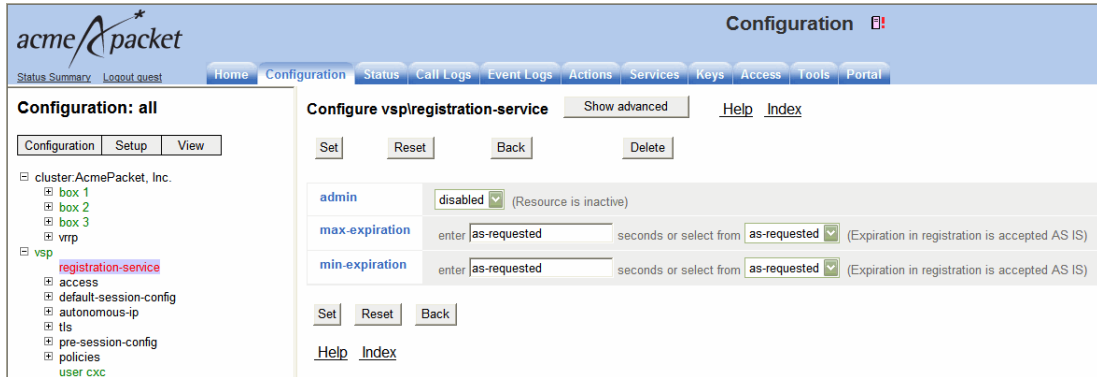 acme packet
Configuration
Status Summary Logout guest
Home Configuration Status Call Logs Event Logs Actions Services Keys Access Tools Portal
Configuration: all
Configuration Setup View
cluster:AcmePacket, Inc.
box 1
box 2
box 3
vrrp
vsp
registration-service
access
default-session-config
autonomous-ip
tls
pre-session-config
policies
user cxc
Configure vsp\registration-service Show advanced Help Index
Set Reset Back Delete
admin disabled (Resource is inactive)
max-expiration enter as-requested seconds or select from as-requested (Expiration in registration is accepted AS IS)
min-expiration enter as-requested seconds or select from as-requested (Expiration in registration is accepted AS IS)
Set Reset Back
Help Index